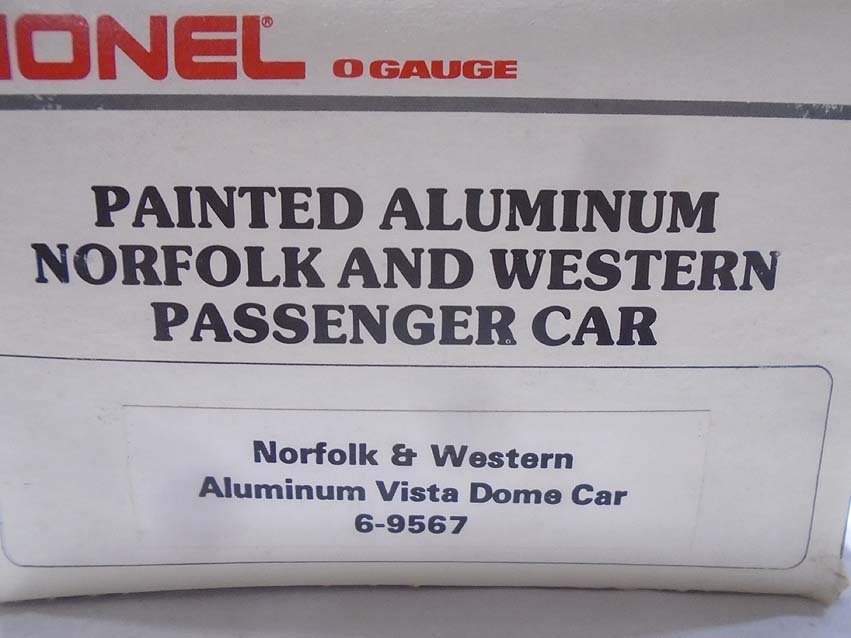 IONEL® O GAUGE
PAINTED ALUMINUM
NORFOLK AND WESTERN
PASSENGER CAR
Norfolk & Western
Aluminum Vista Dome Car
6-9567